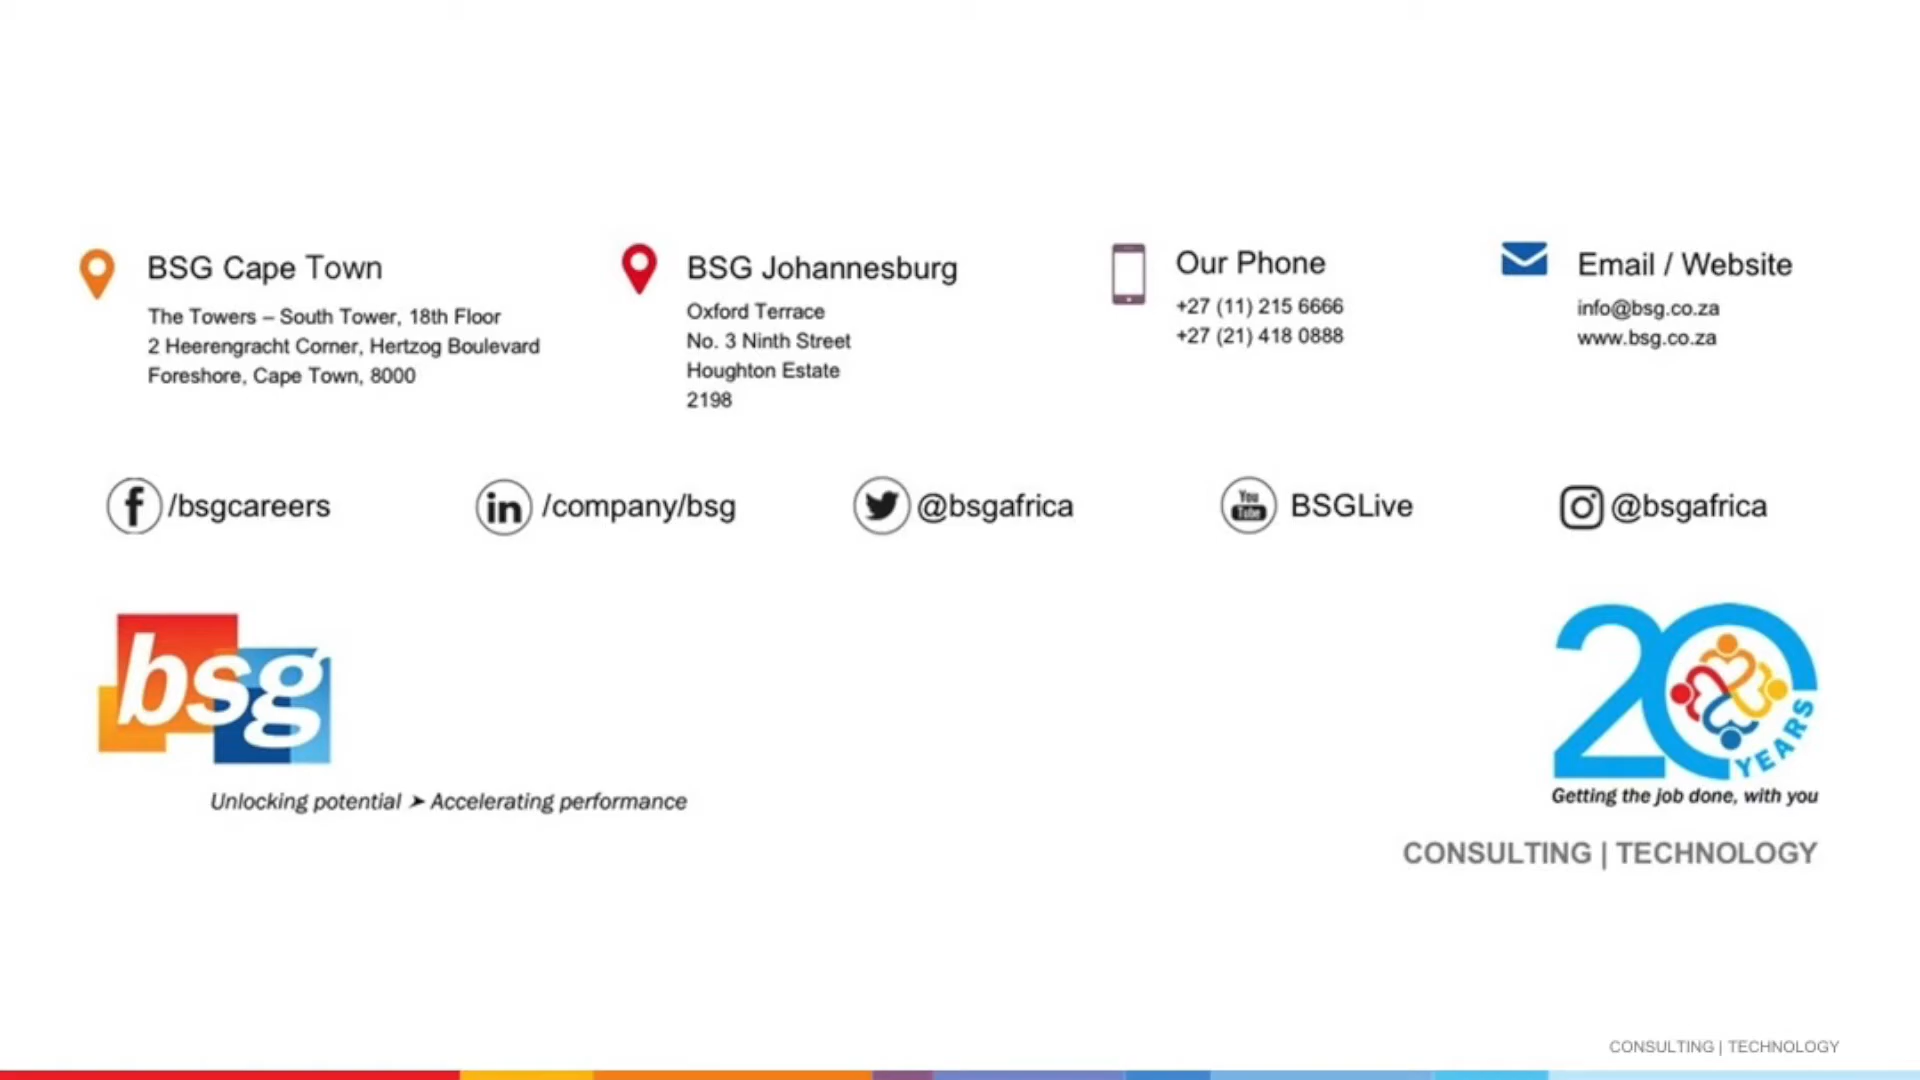 BSG Cape Town
The Towers – South Tower, 18th Floor
2 Heerengracht Corner, Hertzog Boulevard
Foreshore, Cape Town, 8000
BSG Johannesburg
Oxford Terrace
No. 3 Ninth Street
Houghton Estate
2198
Our Phone
+27 (11) 215 6666
+27 (21) 418 0888
Email / Website
info@bsg.co.za
www.bsg.co.za
f /bsgcareers
in /company/bsg
@bsgafrica
You Tube BSGLive
@bsgafrica
bsg
Unlocking potential ➤ Accelerating performance
20 YEARS
Getting the job done, with you
CONSULTING | TECHNOLOGY
CONSULTING | TECHNOLOGY